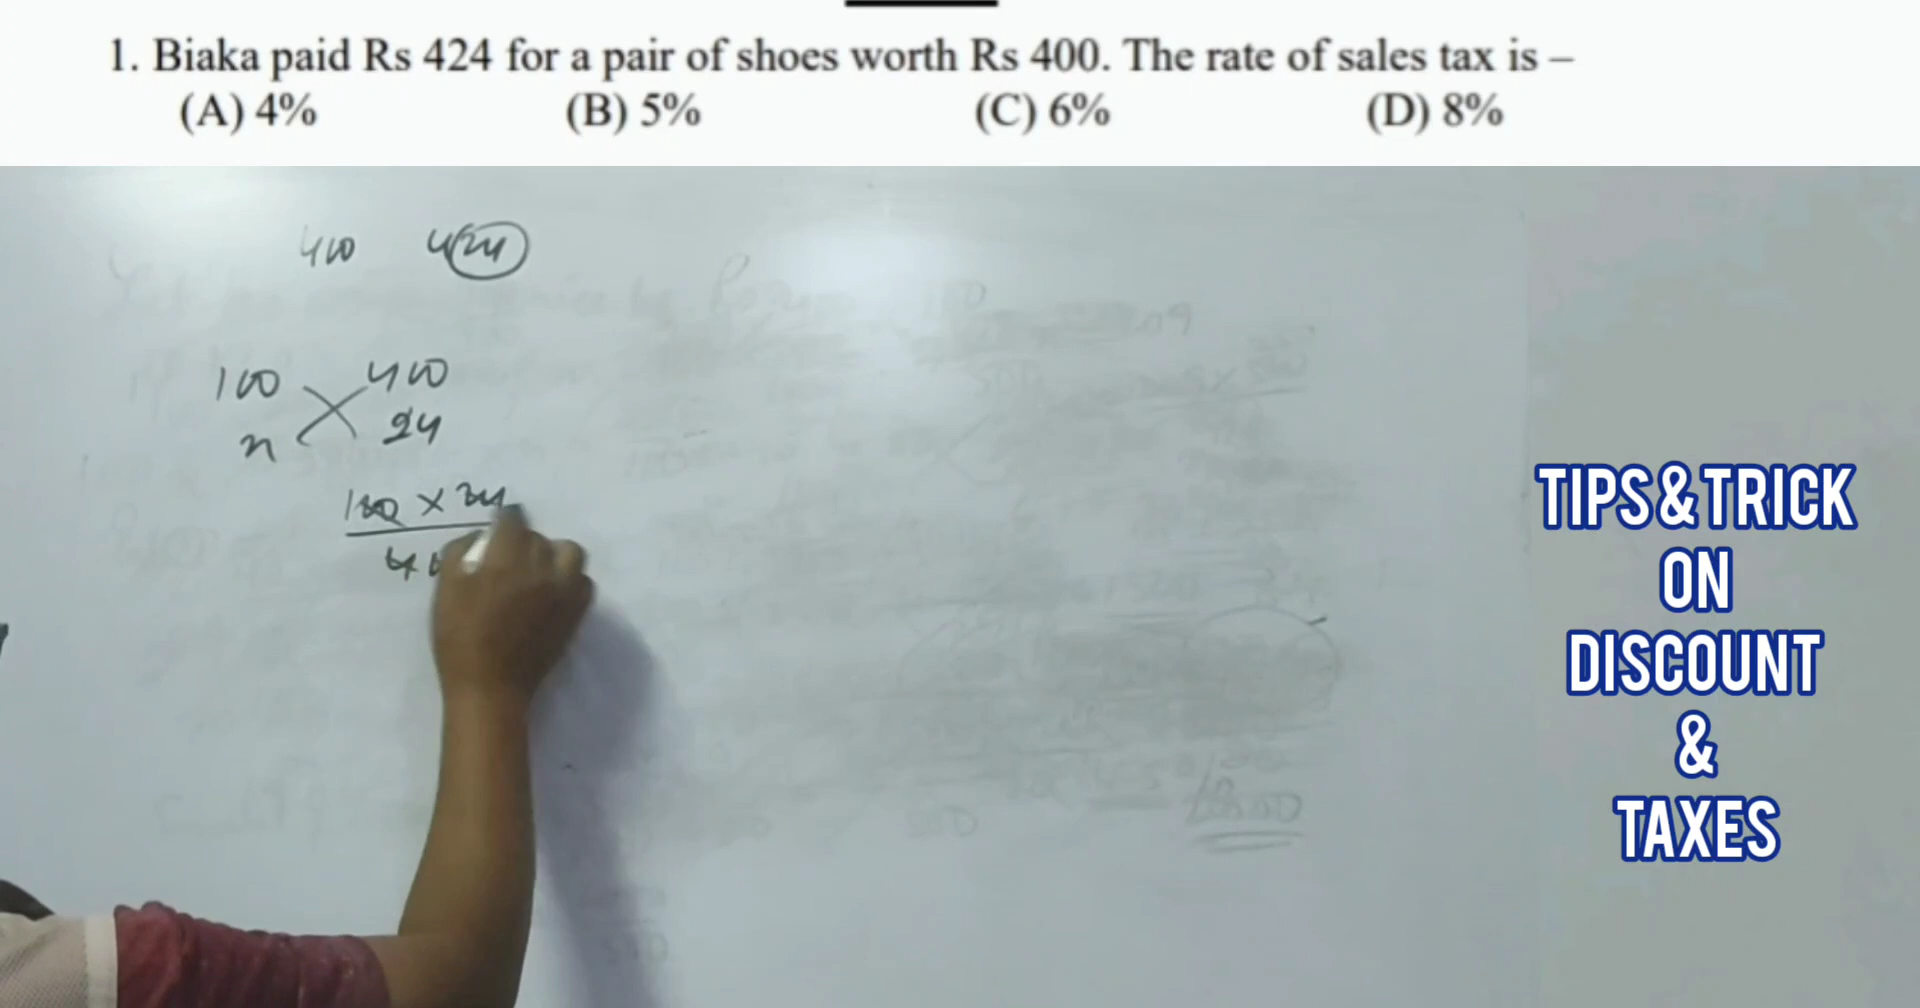 1. Biaka paid Rs 424 for a pair of shoes worth Rs 400. The rate of sales tax is –
(A) 4% (B) 5% (C) 6% (D) 8%
400 424
100 400
x 24
100 × 24
TIPS & TRICK
ON
DISCOUNT
&
TAXES